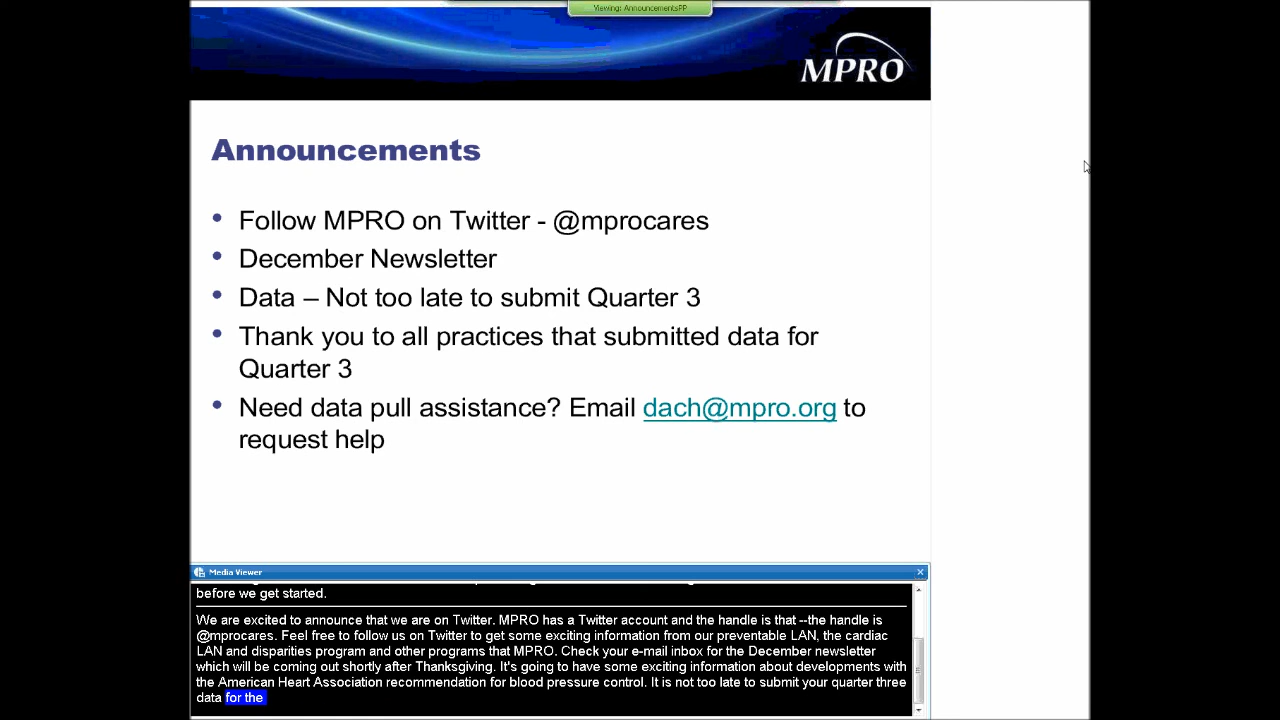 Viewing: AnnouncementsPP
MPRO
Announcements
• Follow MPRO on Twitter - @mprocares
• December Newsletter
• Data – Not too late to submit Quarter 3
• Thank you to all practices that submitted data for
Quarter 3
• Need data pull assistance? Email dach@mpro.org to
request help
Media Viewer
before we get started.
We are excited to announce that we are on Twitter. MPRO has a Twitter account and the handle is that --the handle is
@mprocares. Feel free to follow us on Twitter to get some exciting information from our preventable LAN, the cardiac
LAN and disparities program and other programs that MPRO. Check your e-mail inbox for the December newsletter
which will be coming out shortly after Thanksgiving. It's going to have some exciting information about developments with
the American Heart Association recommendation for blood pressure control. It is not too late to submit your quarter three
data for the